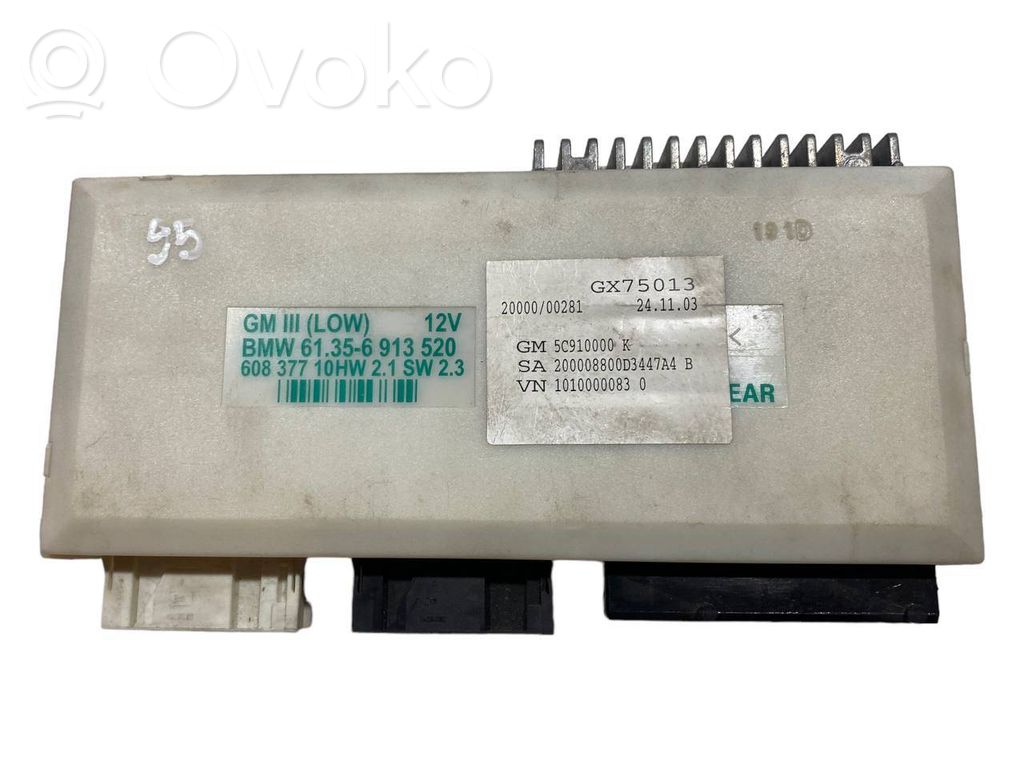 Ovoko
55
191D
GX75013
20000/00281 24.11.03
GM III (LOW) 12V
BMW 61.35-6 913 520
608 377 10HW 2.1 SW 2.3
GM 5C910000 K
SA 200008800D3447A4 B
VN 1010000083 0
EAR